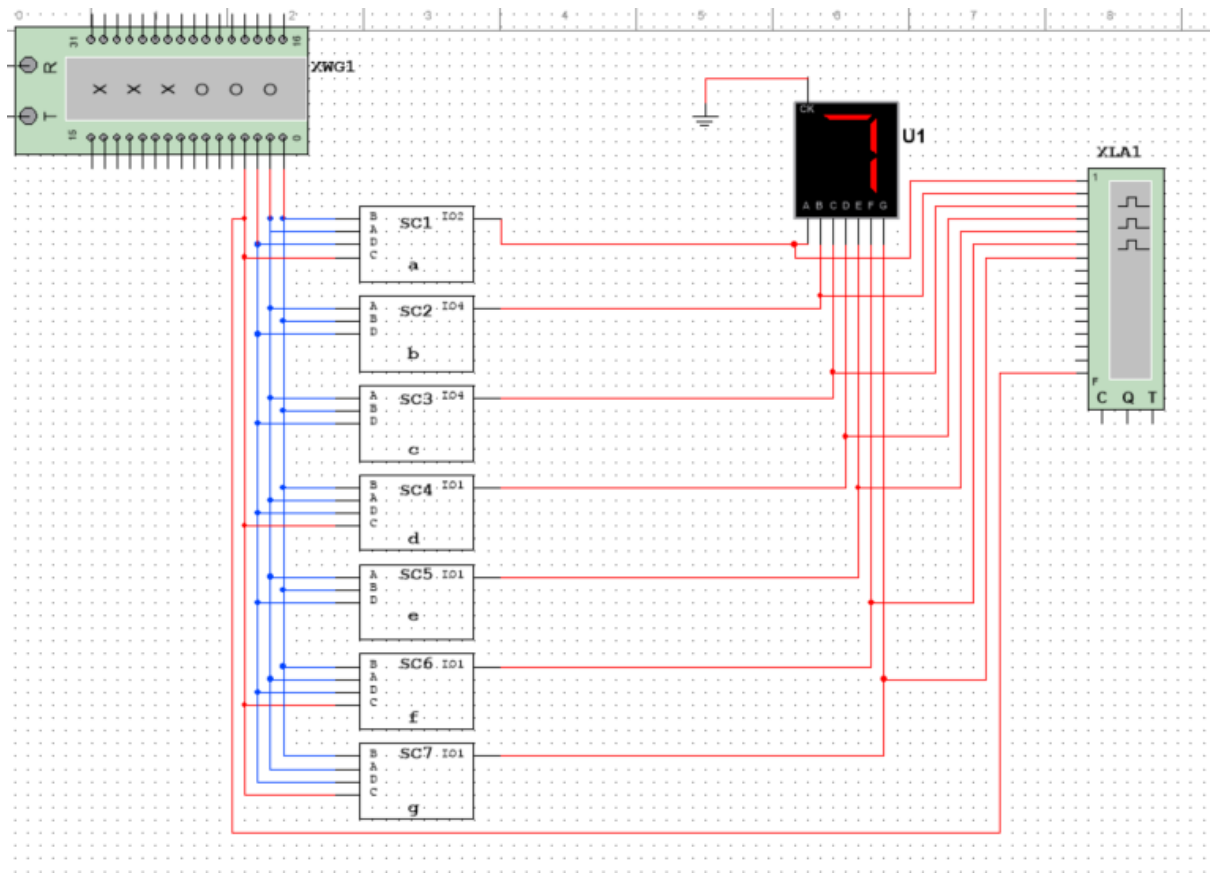 0 1 2 3 4 5 6 7 8
31 16
XWG1
R
X X X O O O
T
15 0
CK
U1
A B C D E F G
XLA1
1
F
C Q T
B SC1 IO2
A
D
C
a
A SC2 IO4
B
D
b
A SC3 IO4
B
D
c
B SC4 IO1
A
D
C
d
A SC5 IO1
B
D
e
B SC6 IO1
A
D
C
f
B SC7 IO1
A
D
C
g